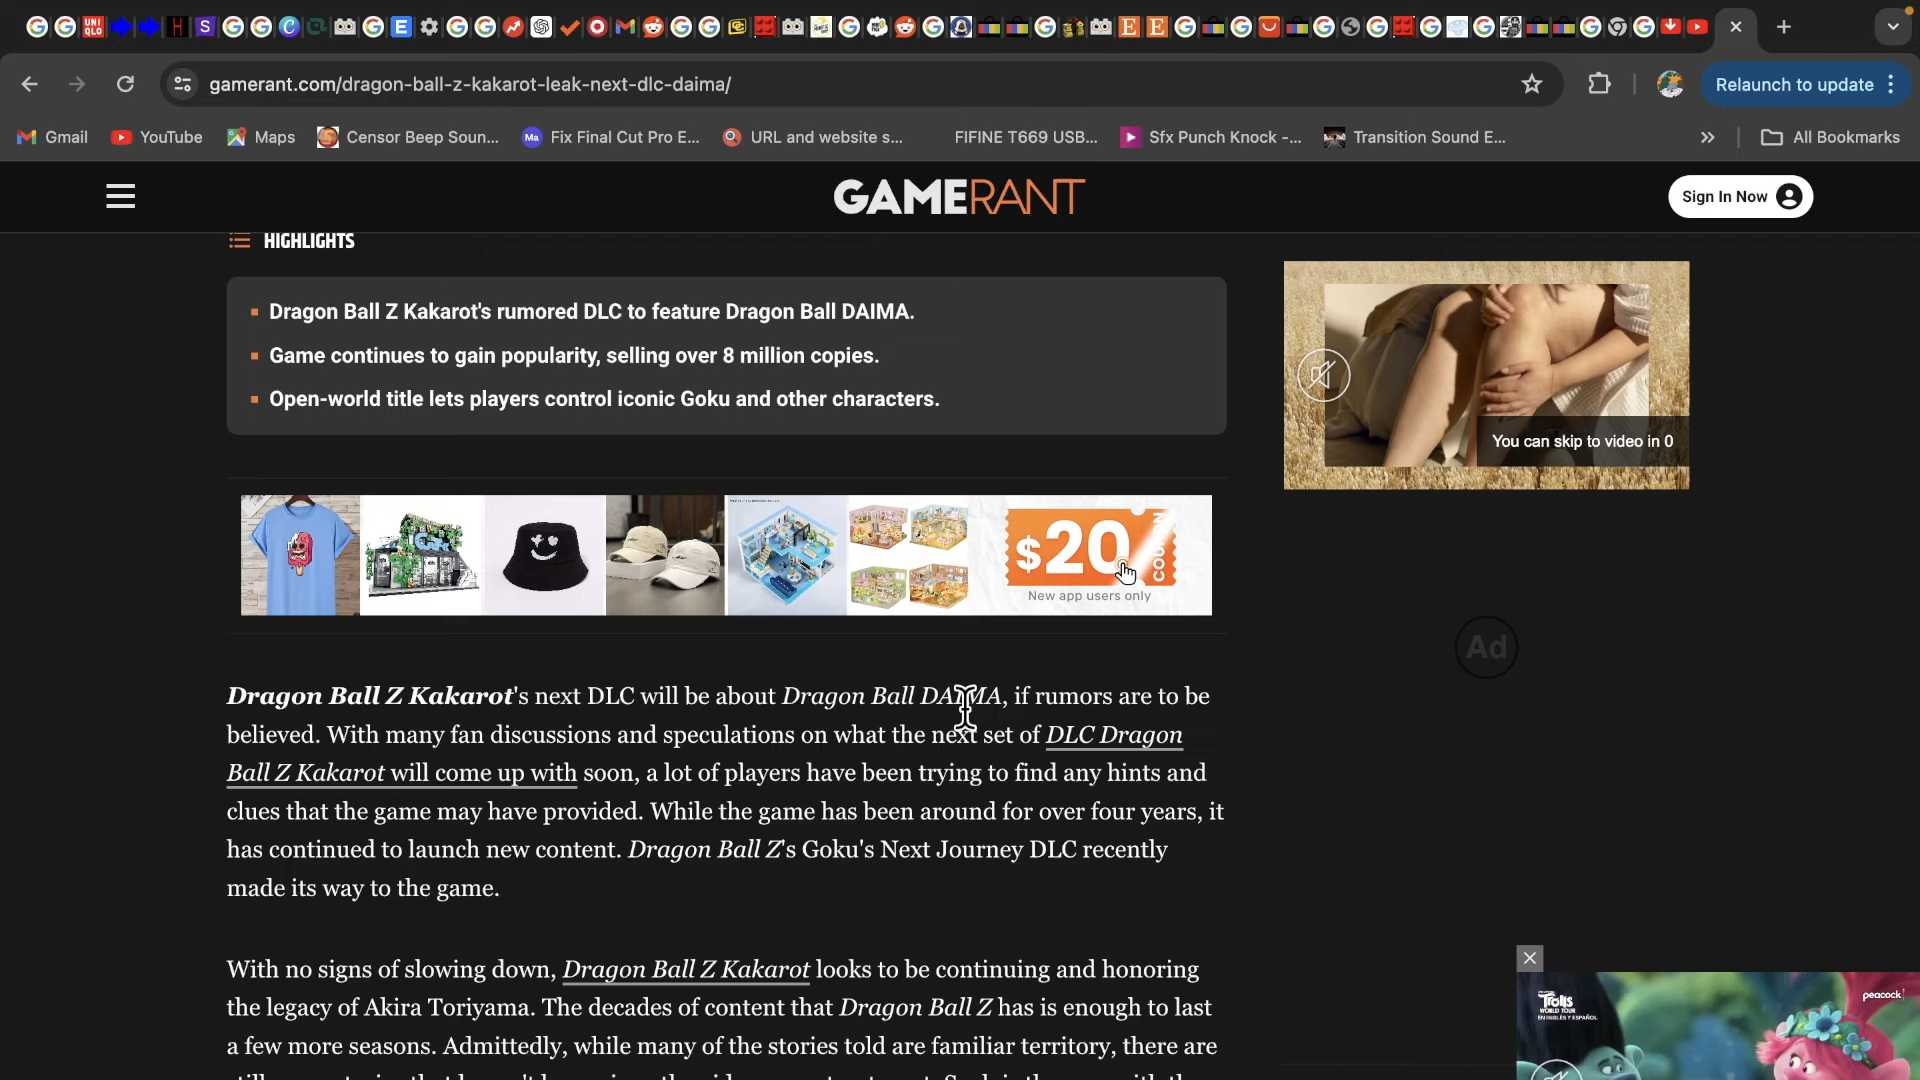 gamerant.com/dragon-ball-z-kakarot-leak-next-dlc-daima/
Relaunch to update
Gmail
YouTube
Maps
Censor Beep Soun...
Fix Final Cut Pro E...
URL and website s...
FIFINE T669 USB...
Sfx Punch Knock -...
Transition Sound E...
All Bookmarks
GAMERANT
Sign In Now
HIGHLIGHTS
Dragon Ball Z Kakarot's rumored DLC to feature Dragon Ball DAIMA.
Game continues to gain popularity, selling over 8 million copies.
Open-world title lets players control iconic Goku and other characters.
You can skip to video in 0
$20
COUPON
New app users only
Ad
Dragon Ball Z Kakarot's next DLC will be about Dragon Ball DAIMA, if rumors are to be
believed. With many fan discussions and speculations on what the next set of DLC Dragon
Ball Z Kakarot will come up with soon, a lot of players have been trying to find any hints and
clues that the game may have provided. While the game has been around for over four years, it
has continued to launch new content. Dragon Ball Z's Goku's Next Journey DLC recently
made its way to the game.
With no signs of slowing down, Dragon Ball Z Kakarot looks to be continuing and honoring
the legacy of Akira Toriyama. The decades of content that Dragon Ball Z has is enough to last
a few more seasons. Admittedly, while many of the stories told are familiar territory, there are
Trolls
WORLD TOUR
EN INGLÉS Y ESPAÑOL
peacock